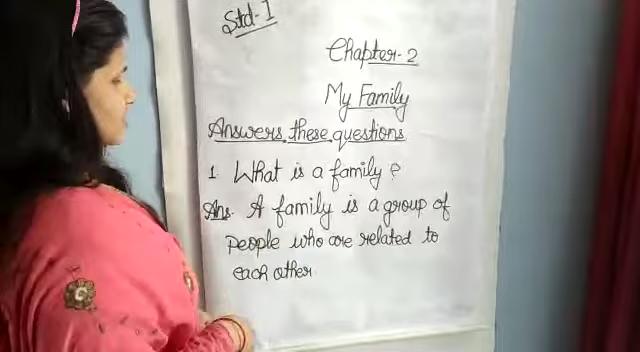 Std-1
Chapter-2
My Family
Answers these questions
1 What is a family?
Ans. A family is a group of
people who are related to
each other.